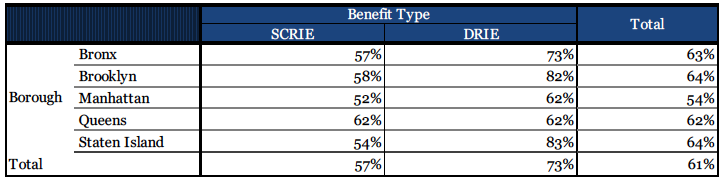 Benefit Type Total
SCRIE DRIE
Bronx 57% 73% 63%
Brooklyn 58% 82% 64%
Borough Manhattan 52% 62% 54%
Queens 62% 62% 62%
Staten Island 54% 83% 64%
Total 57% 73% 61%